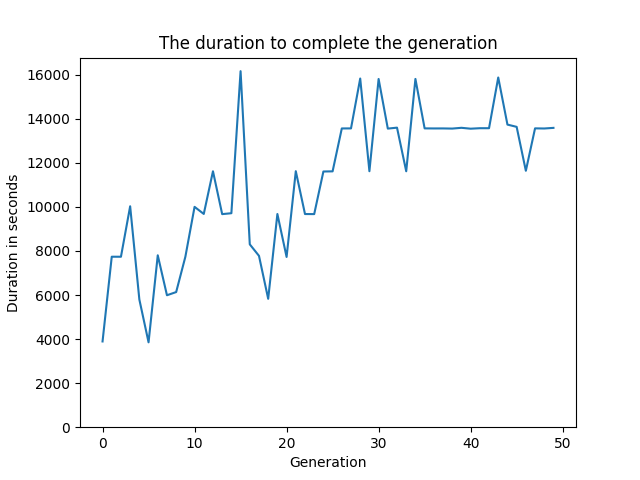 The duration to complete the generation
16000
14000
12000
10000
8000
6000
4000
2000
0
Duration in seconds
0 10 20 30 40 50
Generation